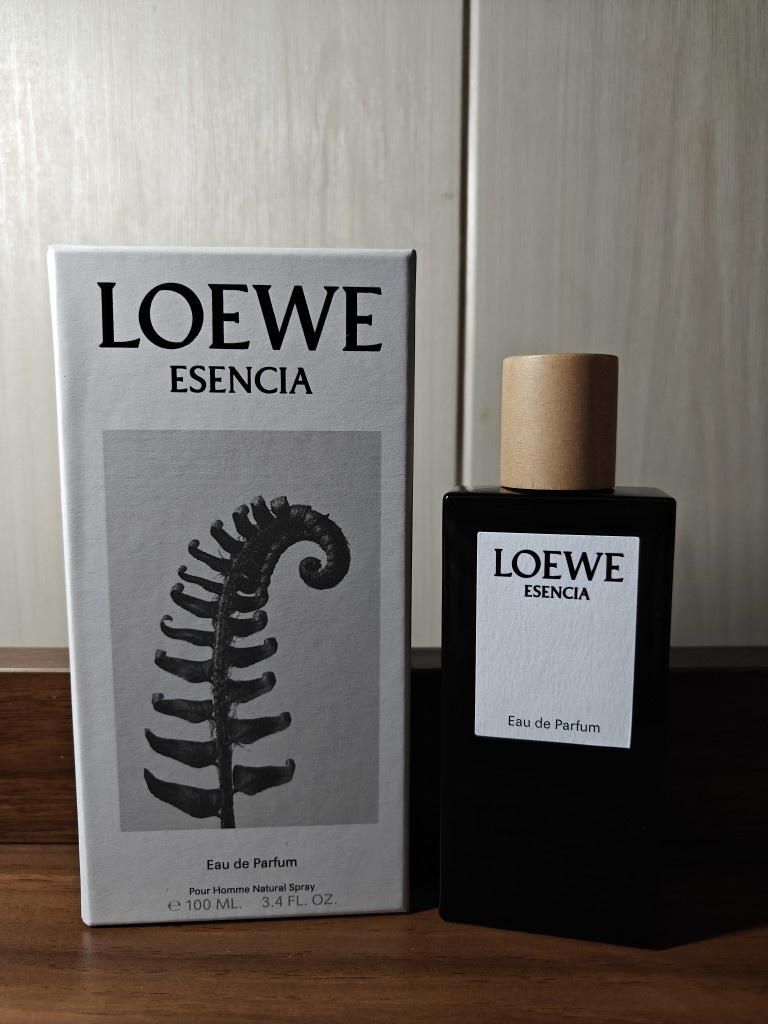 LOEWE
ESENCIA
Eau de Parfum
Pour Homme Natural Spray
℮ 100 ML. 3.4 FL. OZ.
LOEWE
ESENCIA
Eau de Parfum